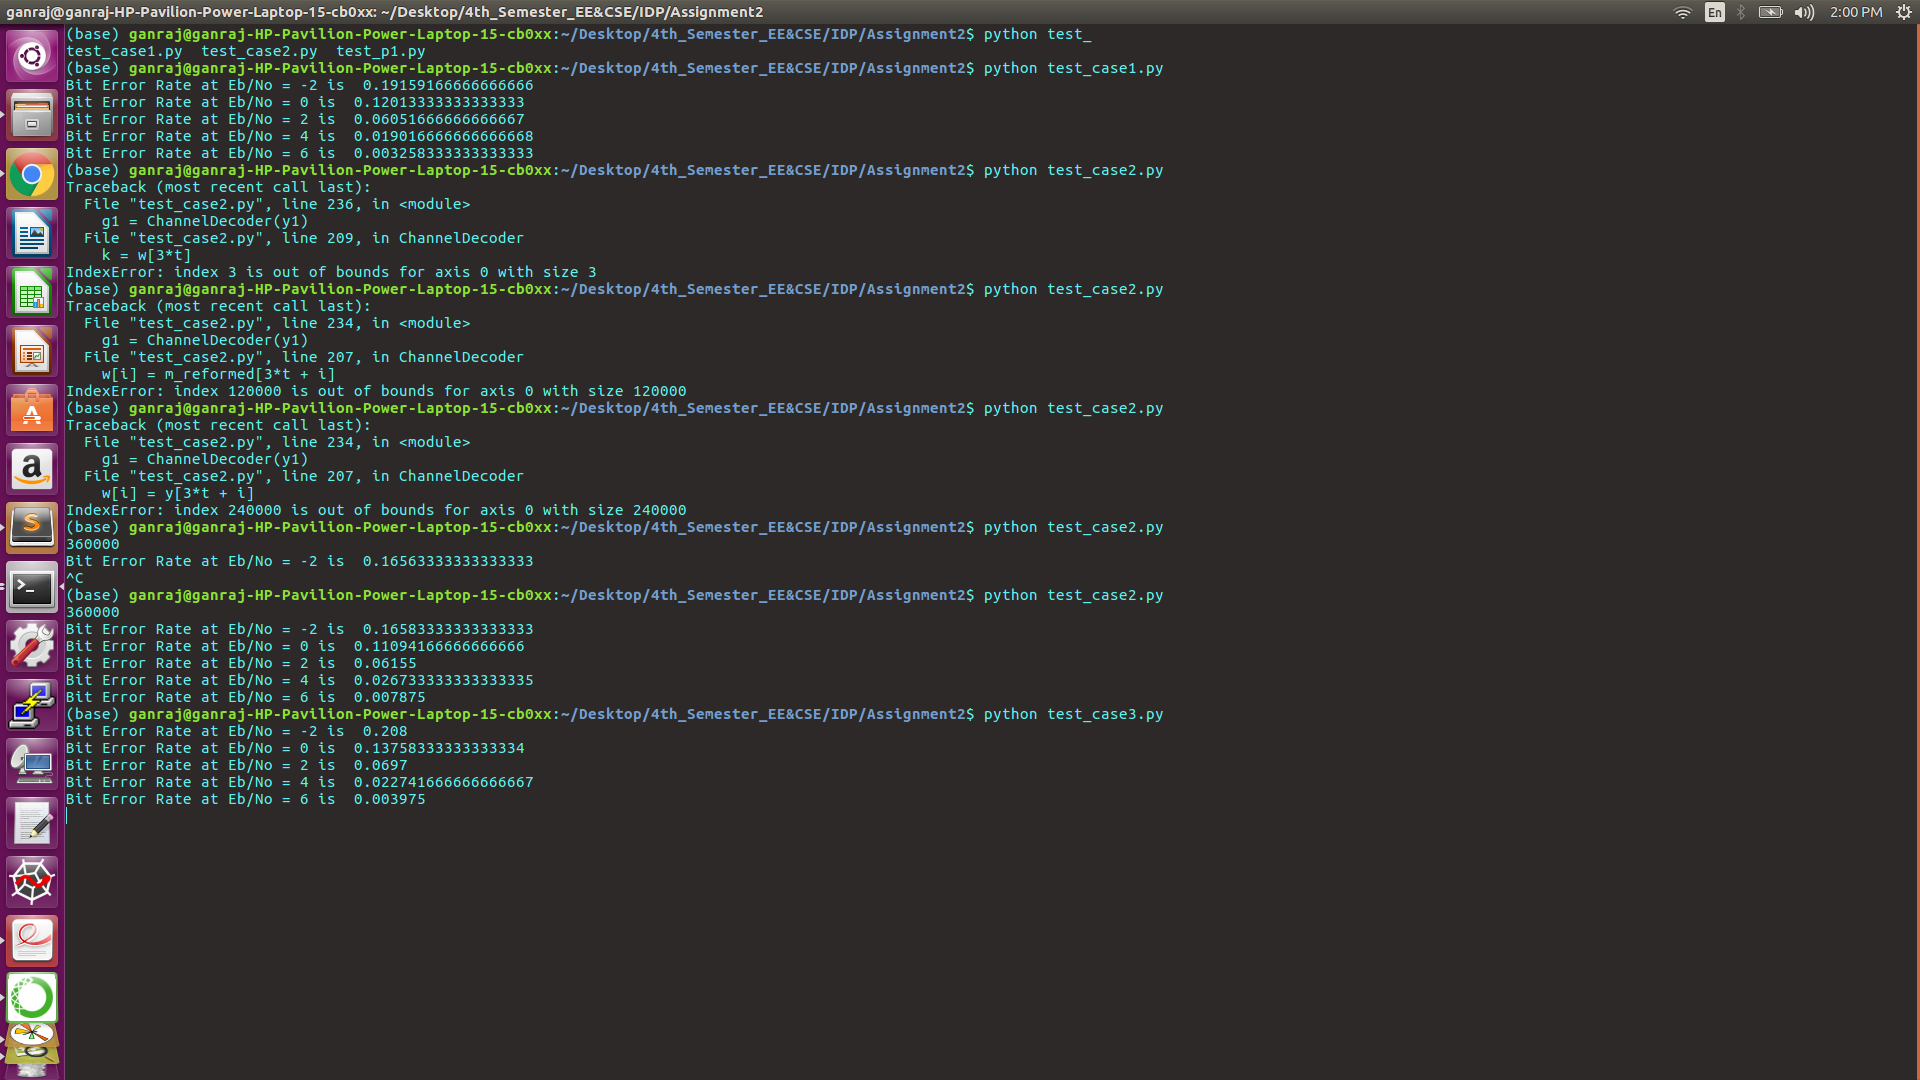 ganraj@ganraj-HP-Pavilion-Power-Laptop-15-cb0xx: ~/Desktop/4th_Semester_EE&CSE/IDP/Assignment2
En
2:00 PM
(base) ganraj@ganraj-HP-Pavilion-Power-Laptop-15-cb0xx:~/Desktop/4th_Semester_EE&CSE/IDP/Assignment2$ python test_
test_case1.py  test_case2.py  test_p1.py
(base) ganraj@ganraj-HP-Pavilion-Power-Laptop-15-cb0xx:~/Desktop/4th_Semester_EE&CSE/IDP/Assignment2$ python test_case1.py
Bit Error Rate at Eb/No = -2 is  0.19159166666666666
Bit Error Rate at Eb/No = 0 is  0.12013333333333333
Bit Error Rate at Eb/No = 2 is  0.06051666666666667
Bit Error Rate at Eb/No = 4 is  0.019016666666666668
Bit Error Rate at Eb/No = 6 is  0.003258333333333333
(base) ganraj@ganraj-HP-Pavilion-Power-Laptop-15-cb0xx:~/Desktop/4th_Semester_EE&CSE/IDP/Assignment2$ python test_case2.py
Traceback (most recent call last):
  File "test_case2.py", line 236, in <module>
    g1 = ChannelDecoder(y1)
  File "test_case2.py", line 209, in ChannelDecoder
    k = w[3*t]
IndexError: index 3 is out of bounds for axis 0 with size 3
(base) ganraj@ganraj-HP-Pavilion-Power-Laptop-15-cb0xx:~/Desktop/4th_Semester_EE&CSE/IDP/Assignment2$ python test_case2.py
Traceback (most recent call last):
  File "test_case2.py", line 234, in <module>
    g1 = ChannelDecoder(y1)
  File "test_case2.py", line 207, in ChannelDecoder
    w[i] = m_reformed[3*t + i]
IndexError: index 120000 is out of bounds for axis 0 with size 120000
(base) ganraj@ganraj-HP-Pavilion-Power-Laptop-15-cb0xx:~/Desktop/4th_Semester_EE&CSE/IDP/Assignment2$ python test_case2.py
Traceback (most recent call last):
  File "test_case2.py", line 234, in <module>
    g1 = ChannelDecoder(y1)
  File "test_case2.py", line 207, in ChannelDecoder
    w[i] = y[3*t + i]
IndexError: index 240000 is out of bounds for axis 0 with size 240000
(base) ganraj@ganraj-HP-Pavilion-Power-Laptop-15-cb0xx:~/Desktop/4th_Semester_EE&CSE/IDP/Assignment2$ python test_case2.py
360000
Bit Error Rate at Eb/No = -2 is  0.16563333333333333
^C
(base) ganraj@ganraj-HP-Pavilion-Power-Laptop-15-cb0xx:~/Desktop/4th_Semester_EE&CSE/IDP/Assignment2$ python test_case2.py
360000
Bit Error Rate at Eb/No = -2 is  0.16583333333333333
Bit Error Rate at Eb/No = 0 is  0.11094166666666666
Bit Error Rate at Eb/No = 2 is  0.06155
Bit Error Rate at Eb/No = 4 is  0.026733333333333335
Bit Error Rate at Eb/No = 6 is  0.007875
(base) ganraj@ganraj-HP-Pavilion-Power-Laptop-15-cb0xx:~/Desktop/4th_Semester_EE&CSE/IDP/Assignment2$ python test_case3.py
Bit Error Rate at Eb/No = -2 is  0.208
Bit Error Rate at Eb/No = 0 is  0.13758333333333334
Bit Error Rate at Eb/No = 2 is  0.0697
Bit Error Rate at Eb/No = 4 is  0.022741666666666667
Bit Error Rate at Eb/No = 6 is  0.003975